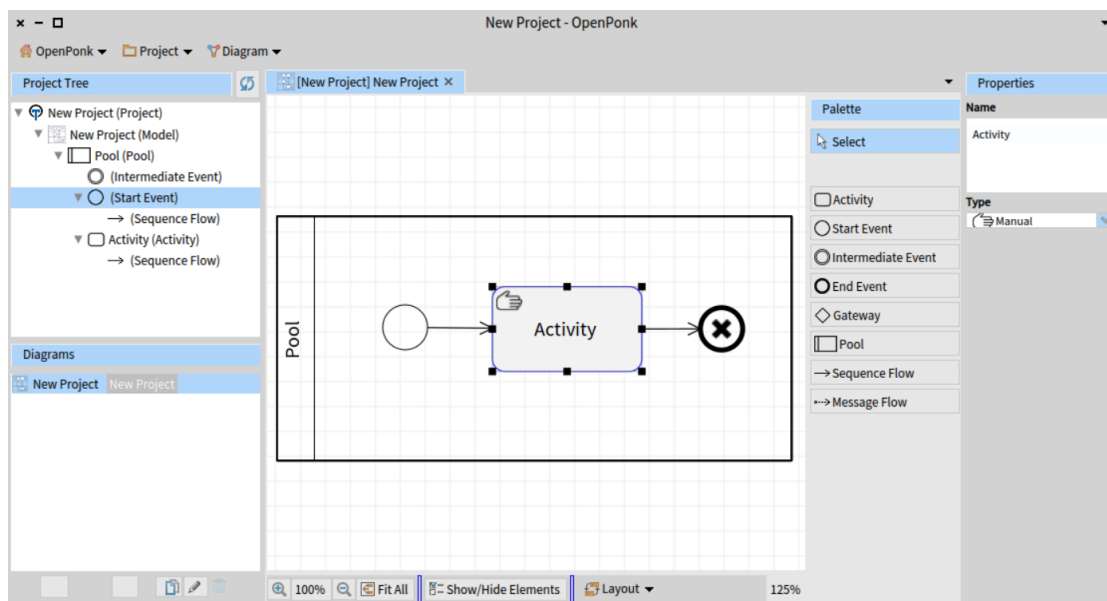 New Project - OpenPonk
OpenPonk Project Diagram
Project Tree
New Project (Project)
New Project (Model)
Pool (Pool)
(Intermediate Event)
(Start Event)
(Sequence Flow)
Activity (Activity)
(Sequence Flow)
Diagrams
New Project New Project
[New Project] New Project
Pool
Activity
100% Fit All Show/Hide Elements Layout 125%
Palette
Select
Activity
Start Event
Intermediate Event
End Event
Gateway
Pool
Sequence Flow
Message Flow
Properties
Name
Activity
Type
Manual